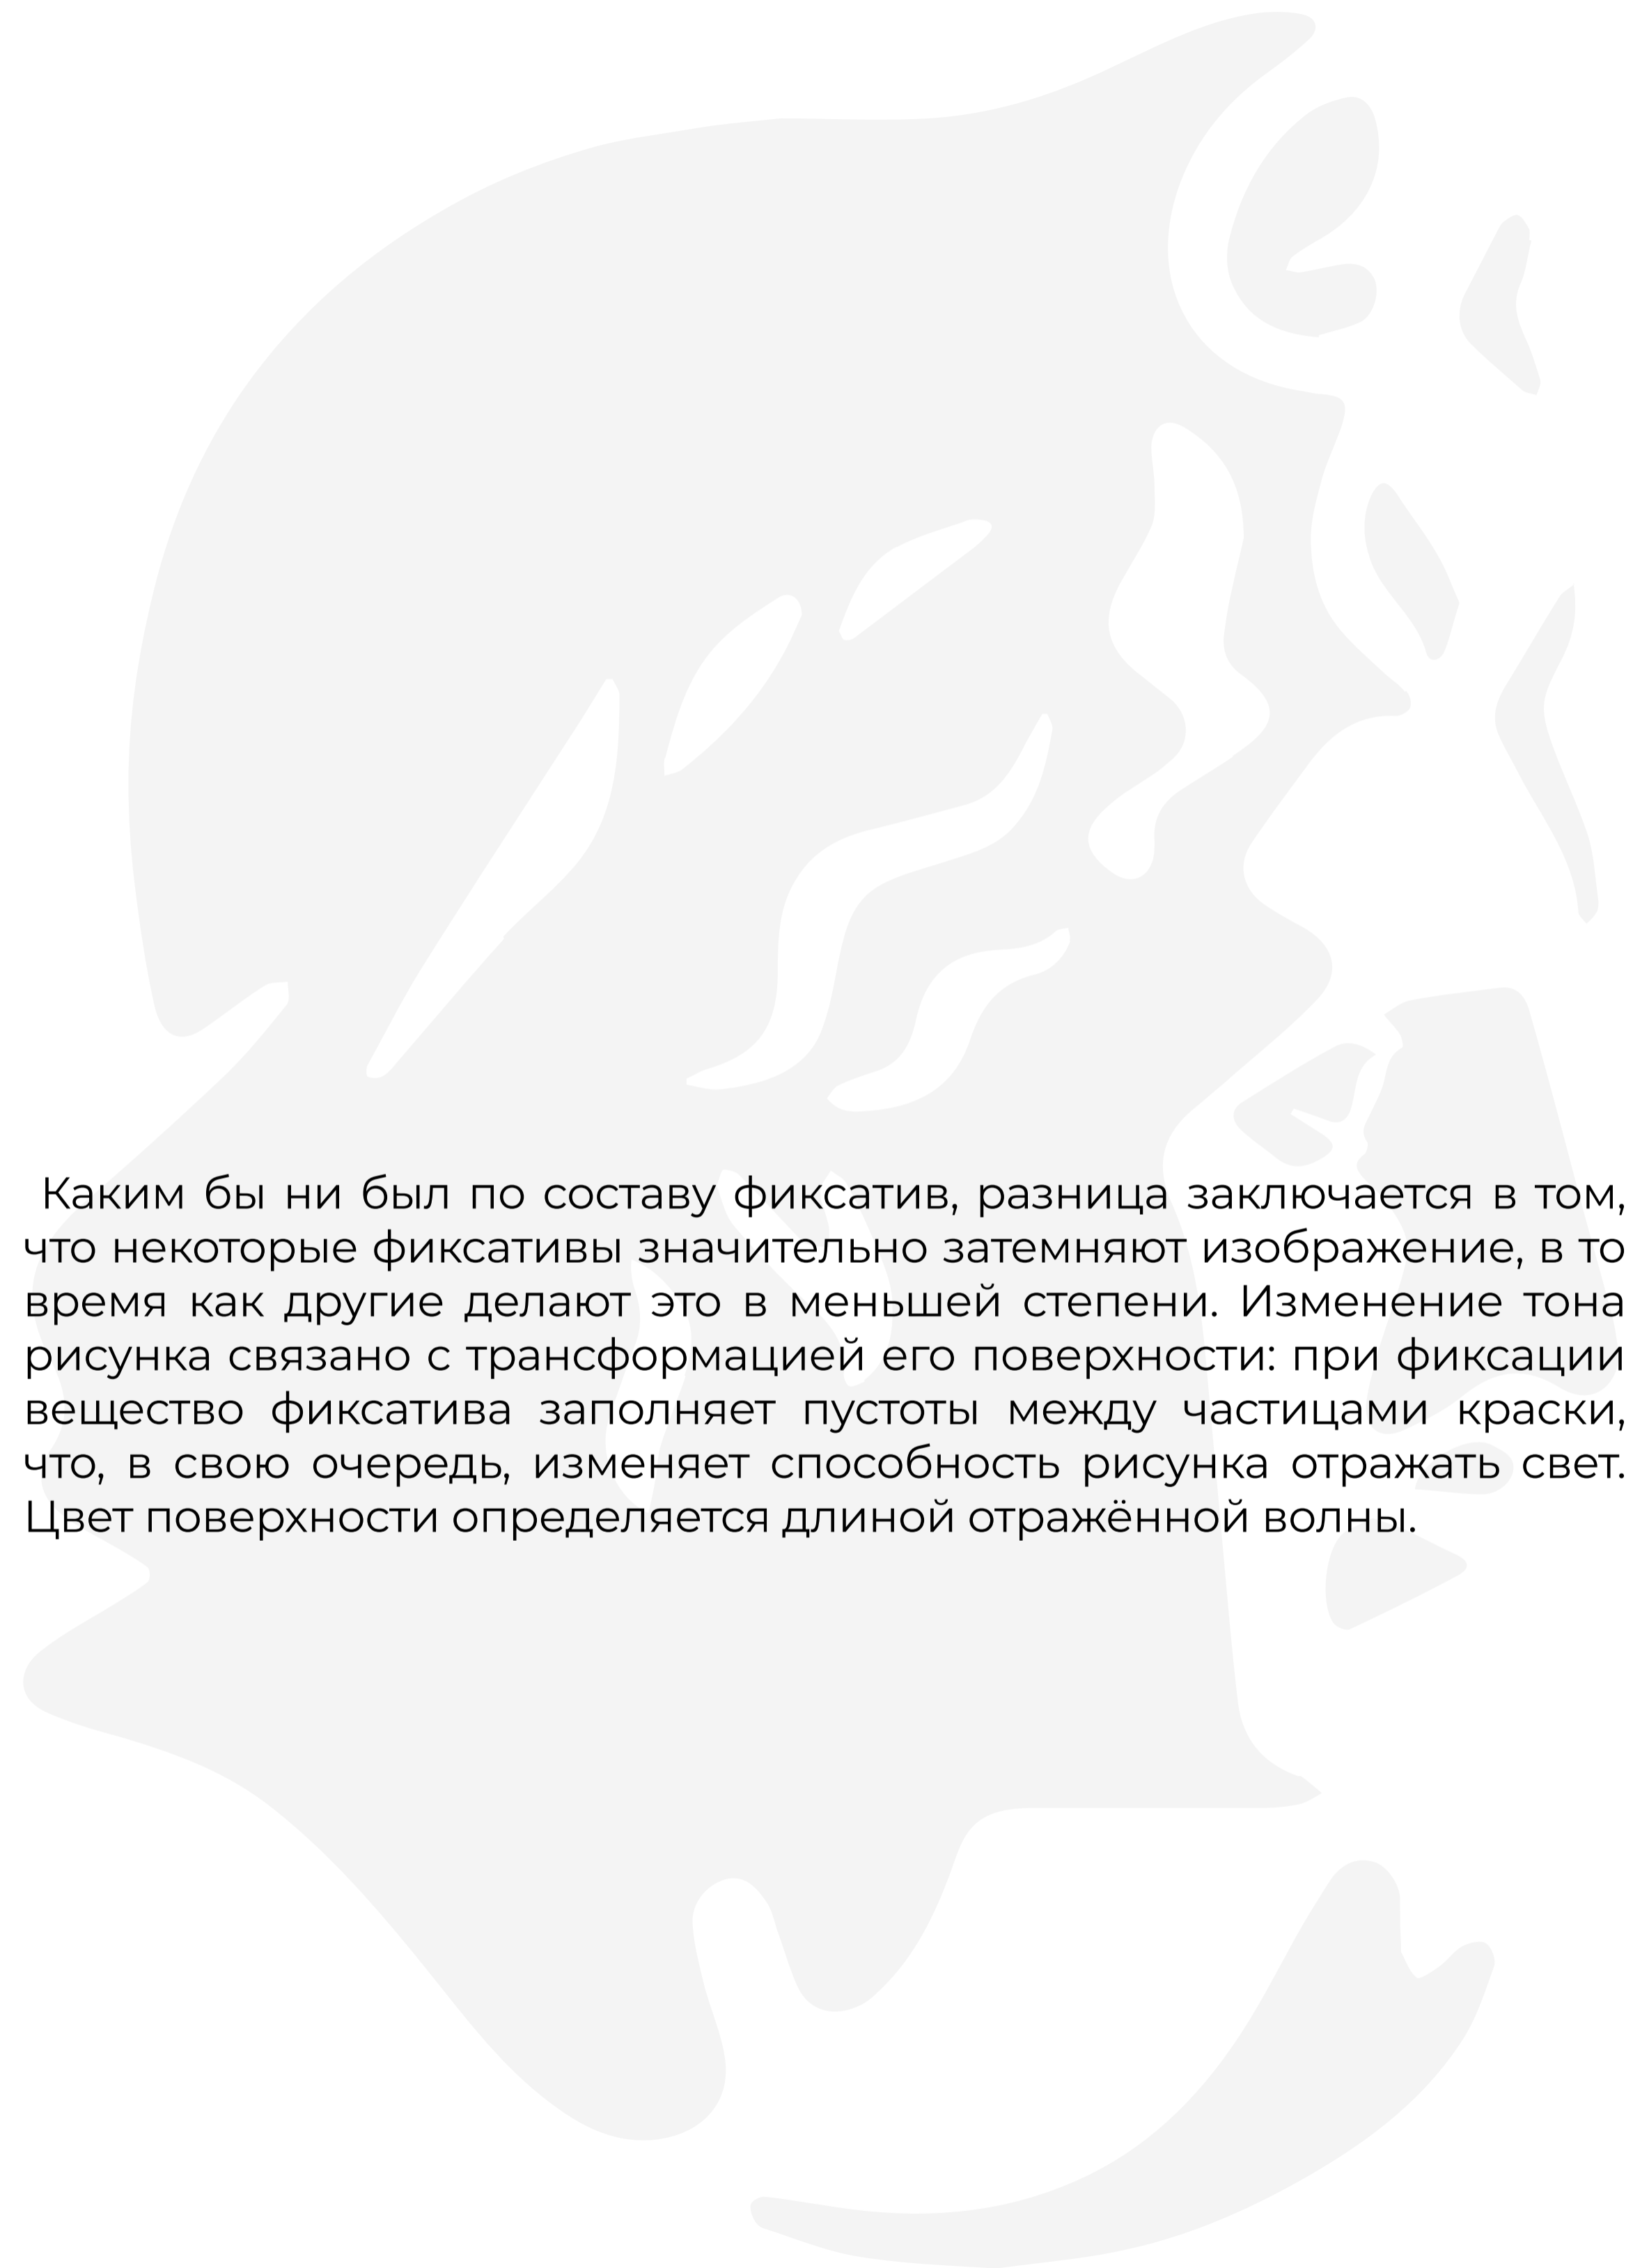 Каким бы ни был по составу фиксатив, разница заключается в том,
что некоторые фиксативы значительно затемняют изображение, в то
время как другие делают это в меньшей степени. Изменение тона
рисунка связано с трансформацией его поверхности: при фиксации
вещество фиксатива заполняет пустоты между частицами краски,
что, в свою очередь, изменяет способность рисунка отражать свет.
Цвет поверхности определяется длиной отражённой волны.